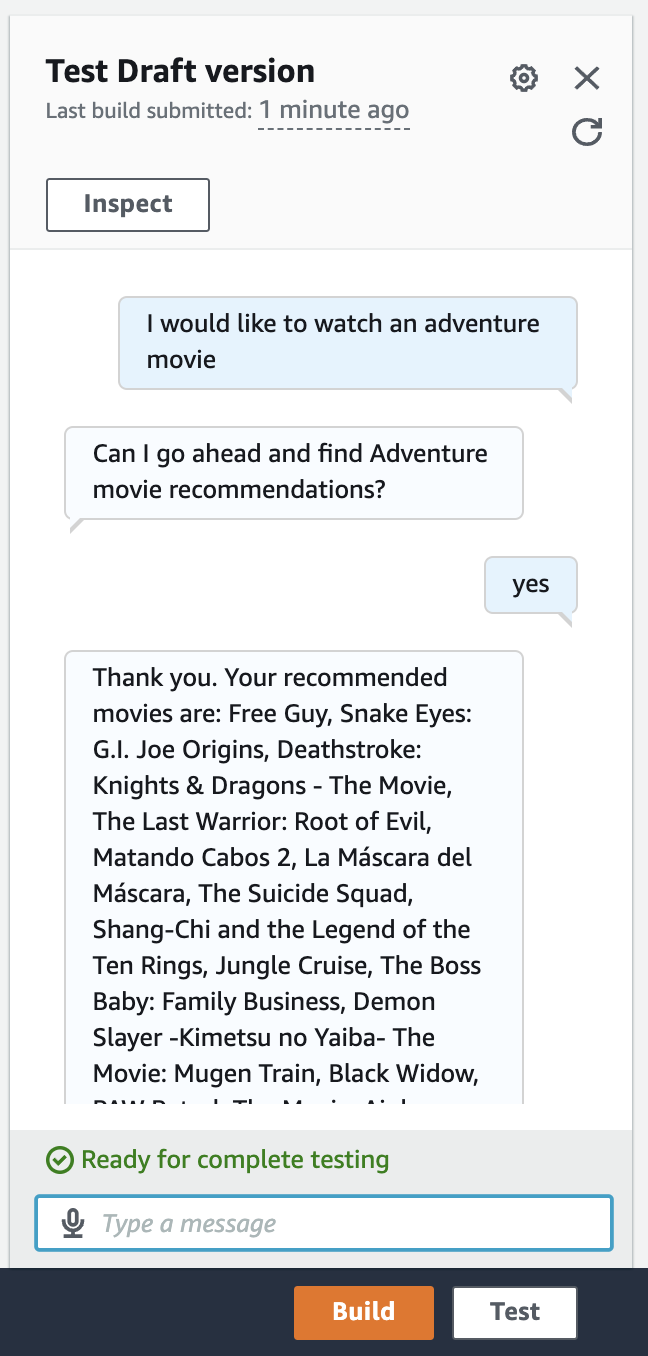 Test Draft version
Last build submitted: 1 minute ago
Inspect
I would like to watch an adventure
movie
Can I go ahead and find Adventure
movie recommendations?
yes
Thank you. Your recommended
movies are: Free Guy, Snake Eyes:
G.I. Joe Origins, Deathstroke:
Knights & Dragons - The Movie,
The Last Warrior: Root of Evil,
Matando Cabos 2, La Máscara del
Máscara, The Suicide Squad,
Shang-Chi and the Legend of the
Ten Rings, Jungle Cruise, The Boss
Baby: Family Business, Demon
Slayer -Kimetsu no Yaiba- The
Movie: Mugen Train, Black Widow,
Ready for complete testing
Type a message
Build
Test